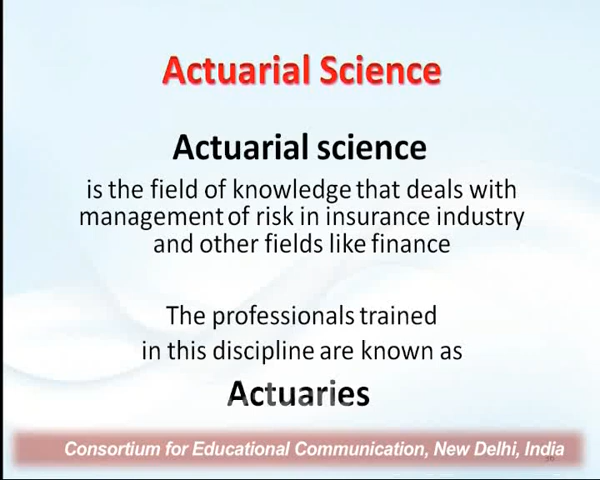 Actuarial Science
Actuarial science
is the field of knowledge that deals with
management of risk in insurance industry
and other fields like finance
The professionals trained
in this discipline are known as
Actuaries
Consortium for Educational Communication, New Delhi, India